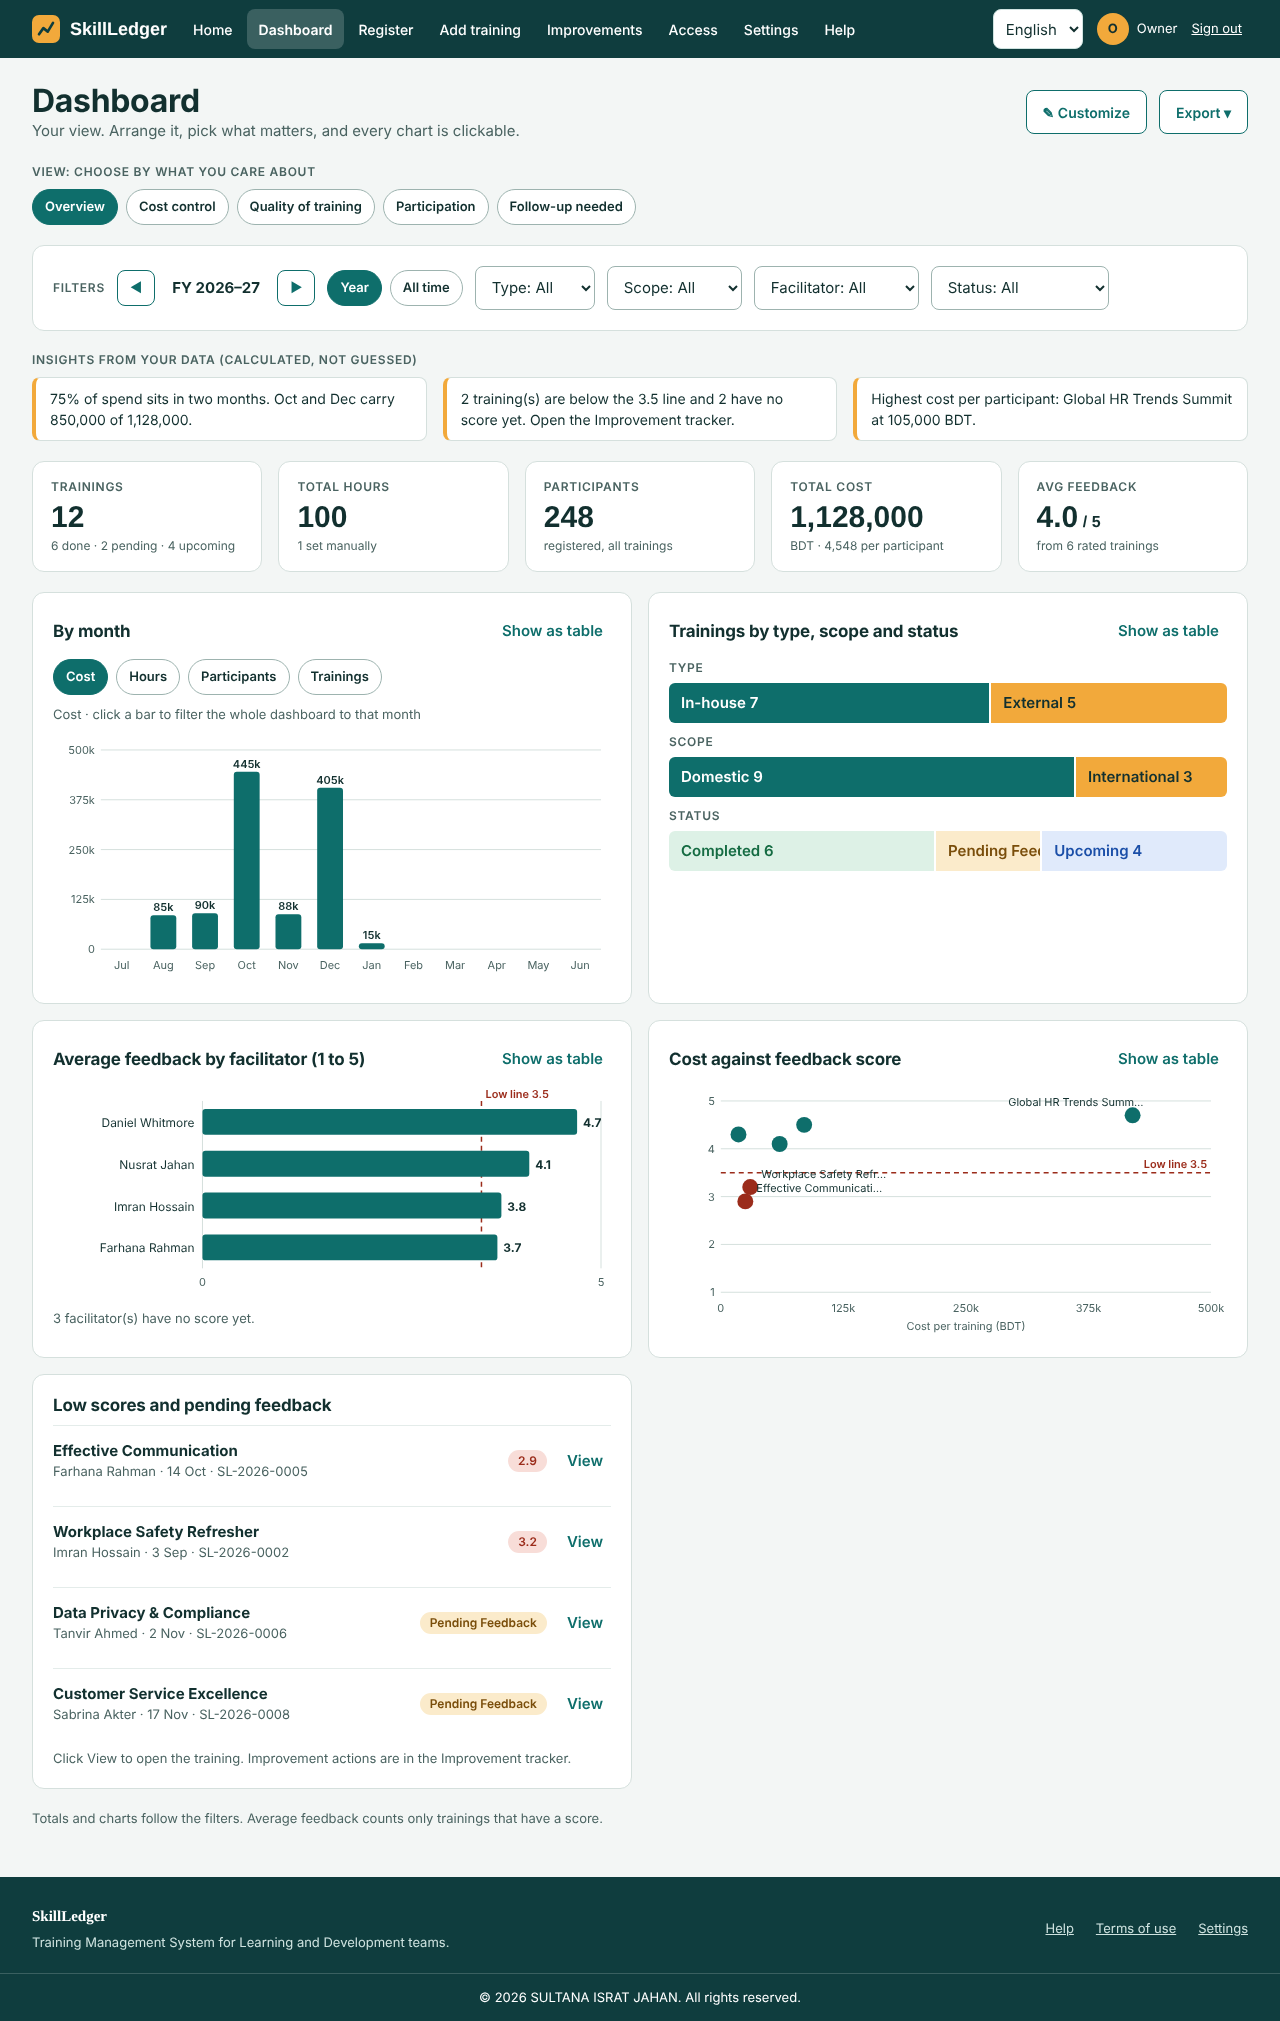 SkillLedger
Home
Dashboard
Register
Add training
Improvements
Access
Settings
Help
English
O
Owner
Sign out
Dashboard
Your view. Arrange it, pick what matters, and every chart is clickable.
✎ Customize
Export ▾
VIEW: CHOOSE BY WHAT YOU CARE ABOUT
Overview
Cost control
Quality of training
Participation
Follow-up needed
FILTERS
◀
FY 2026–27
▶
Year
All time
Type: All
Scope: All
Facilitator: All
Status: All
INSIGHTS FROM YOUR DATA (CALCULATED, NOT GUESSED)
75% of spend sits in two months. Oct and Dec carry
850,000 of 1,128,000.
2 training(s) are below the 3.5 line and 2 have no
score yet. Open the Improvement tracker.
Highest cost per participant: Global HR Trends Summit
at 105,000 BDT.
TRAININGS
12
6 done · 2 pending · 4 upcoming
TOTAL HOURS
100
1 set manually
PARTICIPANTS
248
registered, all trainings
TOTAL COST
1,128,000
BDT · 4,548 per participant
AVG FEEDBACK
4.0 / 5
from 6 rated trainings
By month
Show as table
Cost
Hours
Participants
Trainings
Cost · click a bar to filter the whole dashboard to that month
500k
375k
250k
125k
0
85k
90k
445k
88k
405k
15k
Jul
Aug
Sep
Oct
Nov
Dec
Jan
Feb
Mar
Apr
May
Jun
Trainings by type, scope and status
Show as table
TYPE
In-house 7
External 5
SCOPE
Domestic 9
International 3
STATUS
Completed 6
Pending Fee
Upcoming 4
Average feedback by facilitator (1 to 5)
Show as table
Low line 3.5
Daniel Whitmore
4.7
Nusrat Jahan
4.1
Imran Hossain
3.8
Farhana Rahman
3.7
0
5
3 facilitator(s) have no score yet.
Cost against feedback score
Show as table
5
4
3
2
1
Global HR Trends Summ…
Low line 3.5
Workplace Safety Refr…
Effective Communicati…
0
125k
250k
375k
500k
Cost per training (BDT)
Low scores and pending feedback
Effective Communication
Farhana Rahman · 14 Oct · SL-2026-0005
2.9
View
Workplace Safety Refresher
Imran Hossain · 3 Sep · SL-2026-0002
3.2
View
Data Privacy & Compliance
Tanvir Ahmed · 2 Nov · SL-2026-0006
Pending Feedback
View
Customer Service Excellence
Sabrina Akter · 17 Nov · SL-2026-0008
Pending Feedback
View
Click View to open the training. Improvement actions are in the Improvement tracker.
Totals and charts follow the filters. Average feedback counts only trainings that have a score.
SkillLedger
Training Management System for Learning and Development teams.
Help
Terms of use
Settings
© 2026 SULTANA ISRAT JAHAN. All rights reserved.